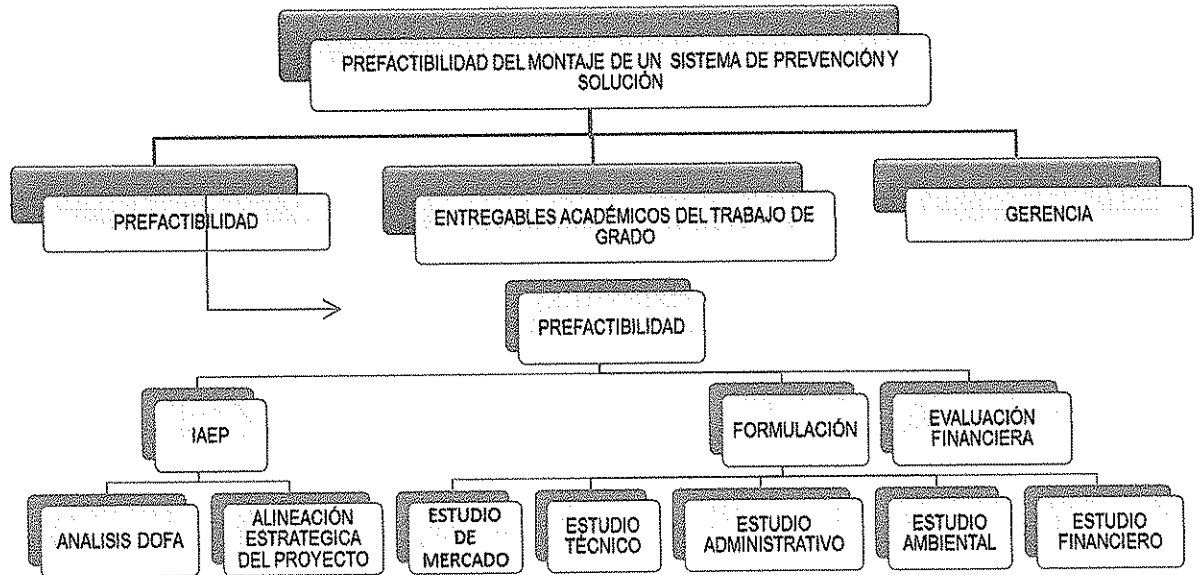 PREFACTIBILIDAD DEL MONTAJE DE UN SISTEMA DE PREVENCIÓN Y
SOLUCIÓN
PREFACTIBILIDAD
ENTREGABLES ACADÉMICOS DEL TRABAJO DE
GRADO
GERENCIA
PREFACTIBILIDAD
IAEP
FORMULACIÓN
EVALUACIÓN
FINANCIERA
ANALISIS DOFA
ALINEACIÓN
ESTRATEGICA
DEL PROYECTO
ESTUDIO
DE
MERCADO
ESTUDIO
TÉCNICO
ESTUDIO
ADMINISTRATIVO
ESTUDIO
AMBIENTAL
ESTUDIO
FINANCIERO